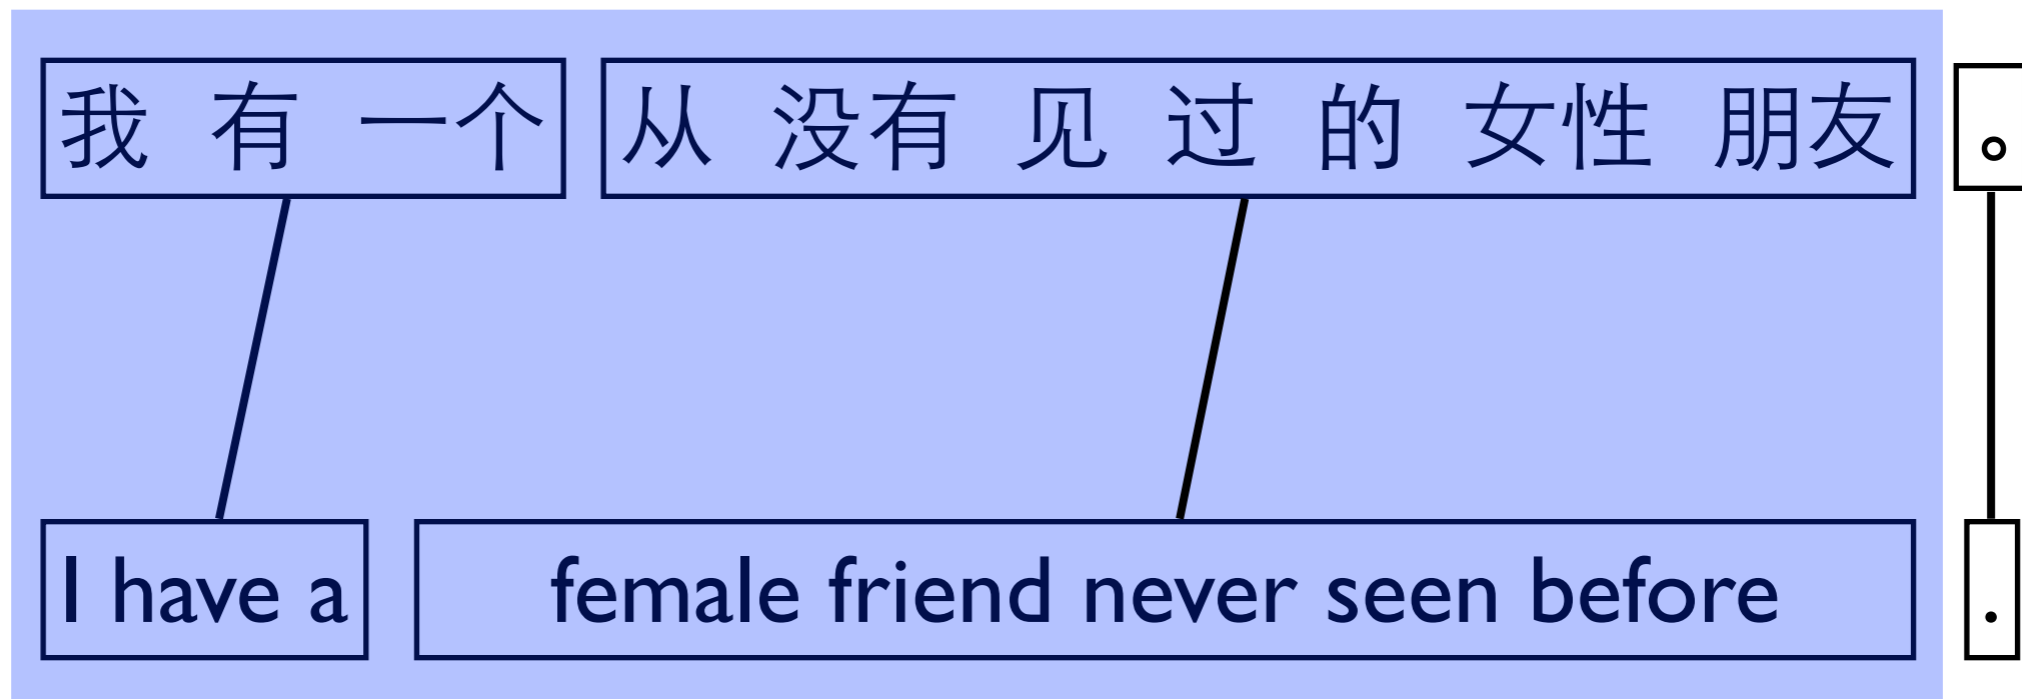 我 有 一个 从 没有 见 过 的 女性 朋友 。
I have a female friend never seen before .